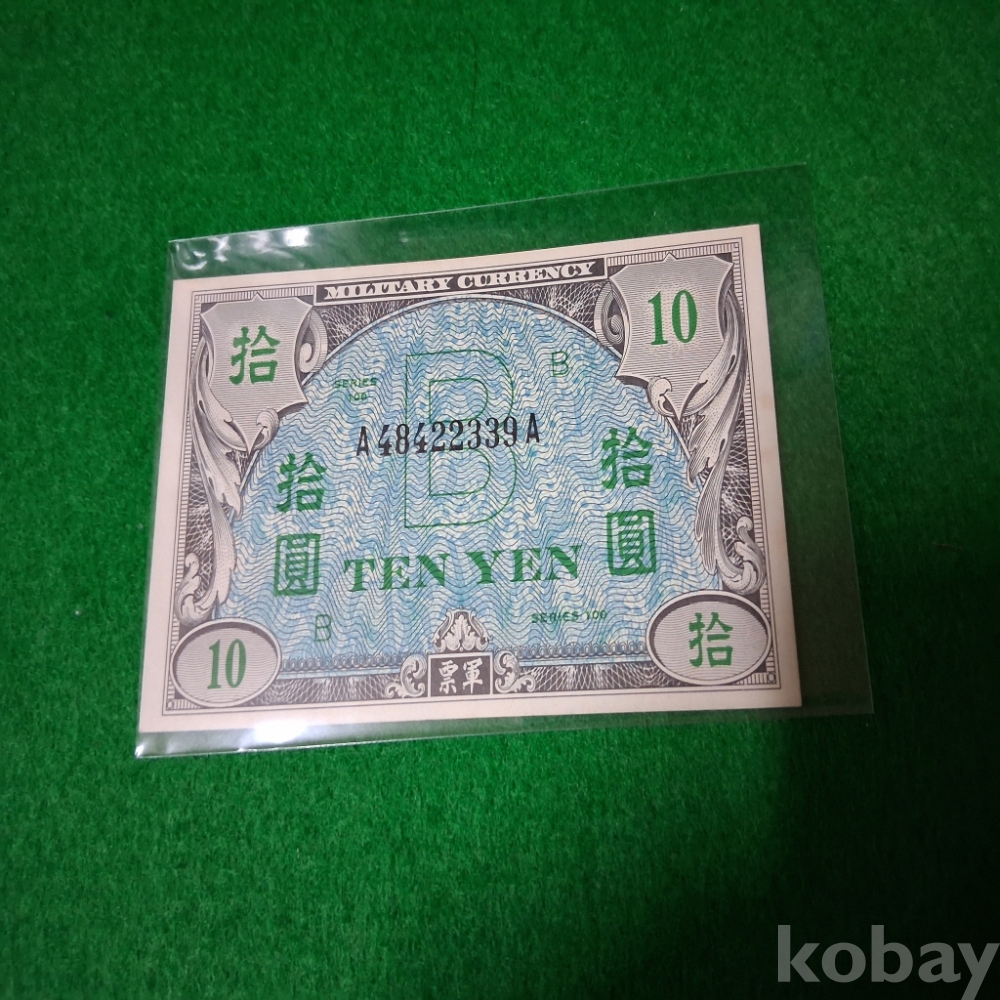 MILITARY CURRENCY
拾
10
B
SERIES
100
B
A48422339A
拾
圓
拾
圓
TEN YEN
B
SERIES 100
10
票軍
拾
kobay